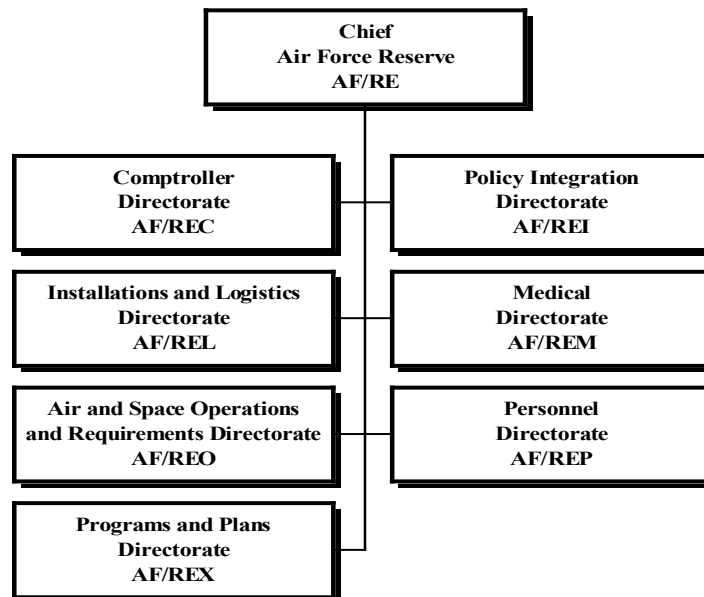 Chief
Air Force Reserve
AF/RE
Comptroller
Directorate
AF/REC
Policy Integration
Directorate
AF/REI
Installations and Logistics
Directorate
AF/REL
Medical
Directorate
AF/REM
Air and Space Operations
and Requirements Directorate
AF/REO
Personnel
Directorate
AF/REP
Programs and Plans
Directorate
AF/REX